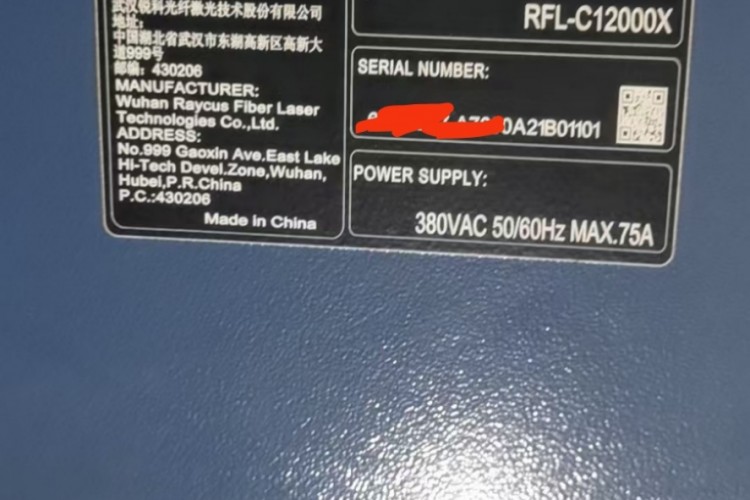 武汉锐科光纤激光技术股份有限公司
地址:
中国湖北省武汉市东湖高新区高新大
道999号
邮编: 430206
MANUFACTURER:
Wuhan Raycus Fiber Laser
Technologies Co.,Ltd.
ADDRESS:
No.999 Gaoxin Ave.East Lake
Hi-Tech Devel.Zone,Wuhan,
Hubei,P.R.China
P.C.:430206
Made in China
RFL-C12000X
SERIAL NUMBER:
0A21B01101
POWER SUPPLY:
380VAC 50/60Hz MAX.75A